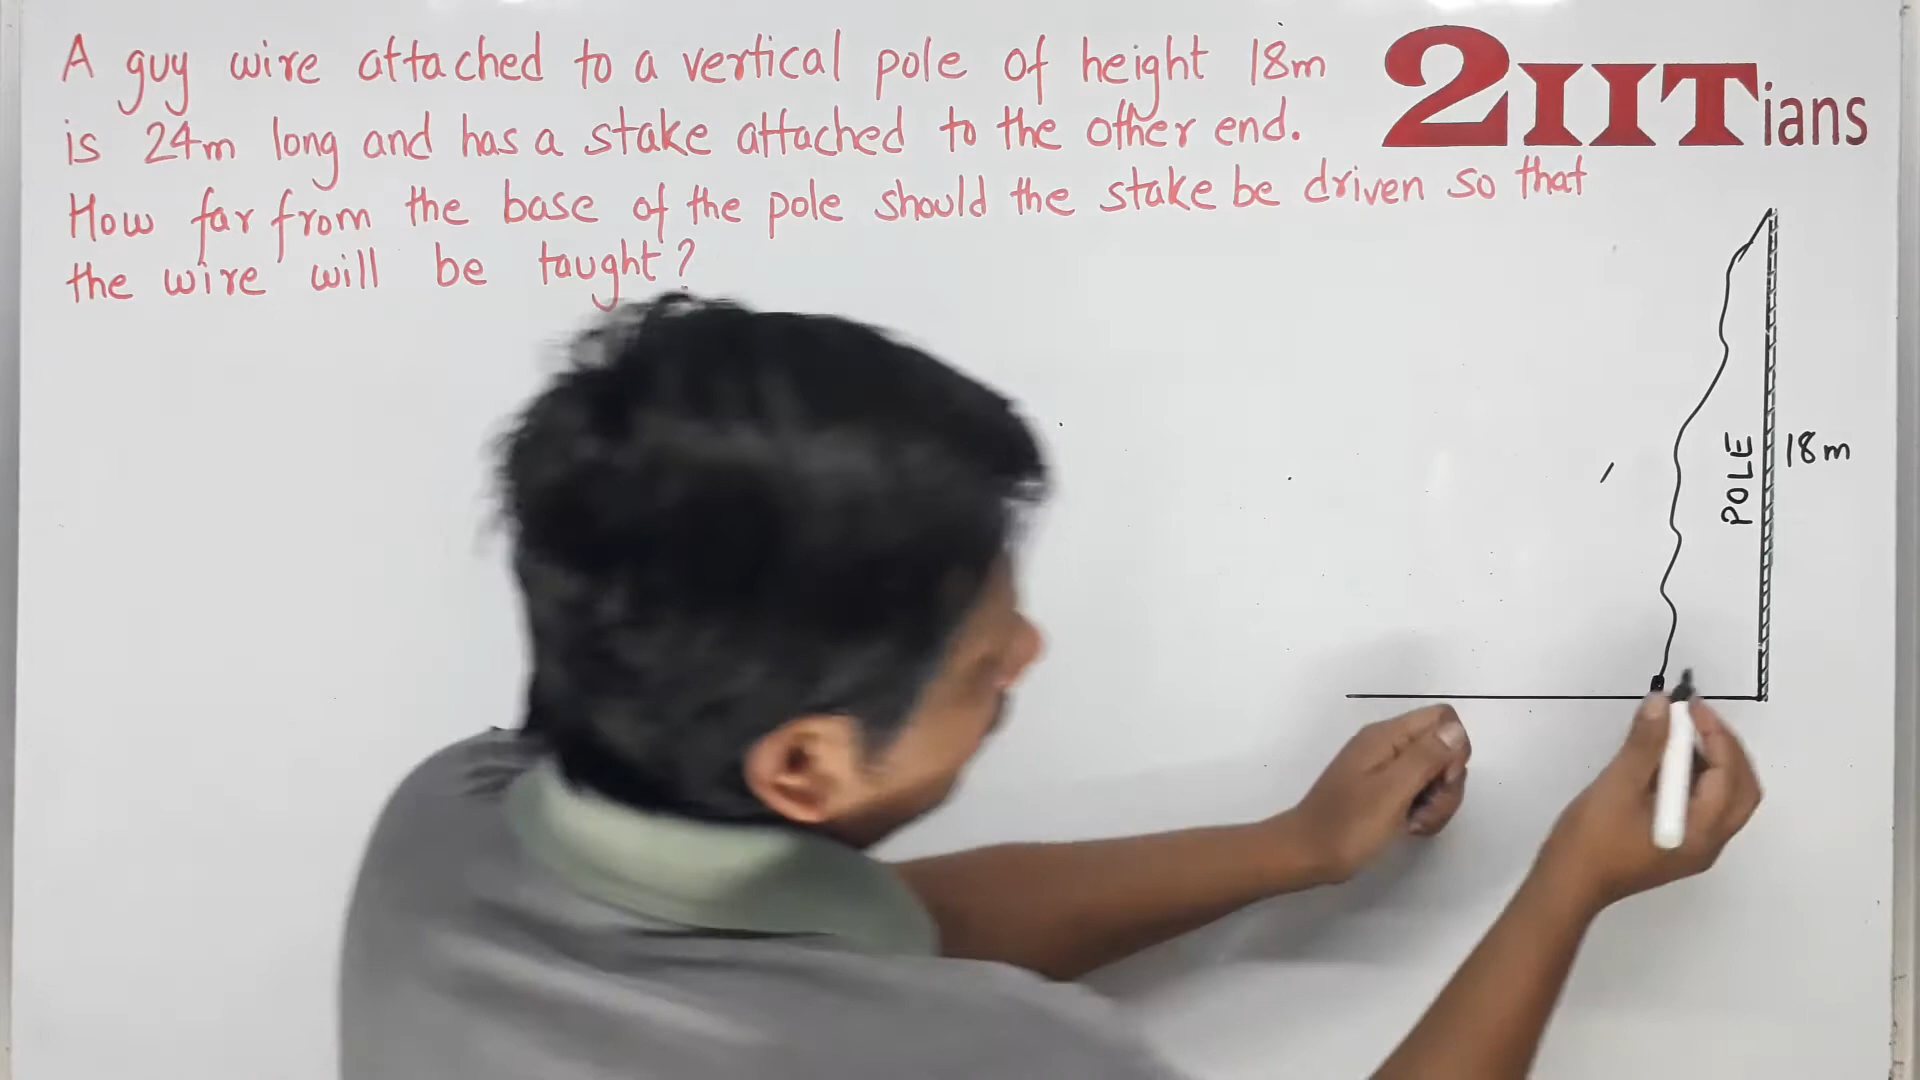 A guy wire attached to a vertical pole of height 18m
is 24m long and has a stake attached to the other end.
How far from the base of the pole should the stake be driven so that
the wire will be taught?
2IITians
POLE
18m